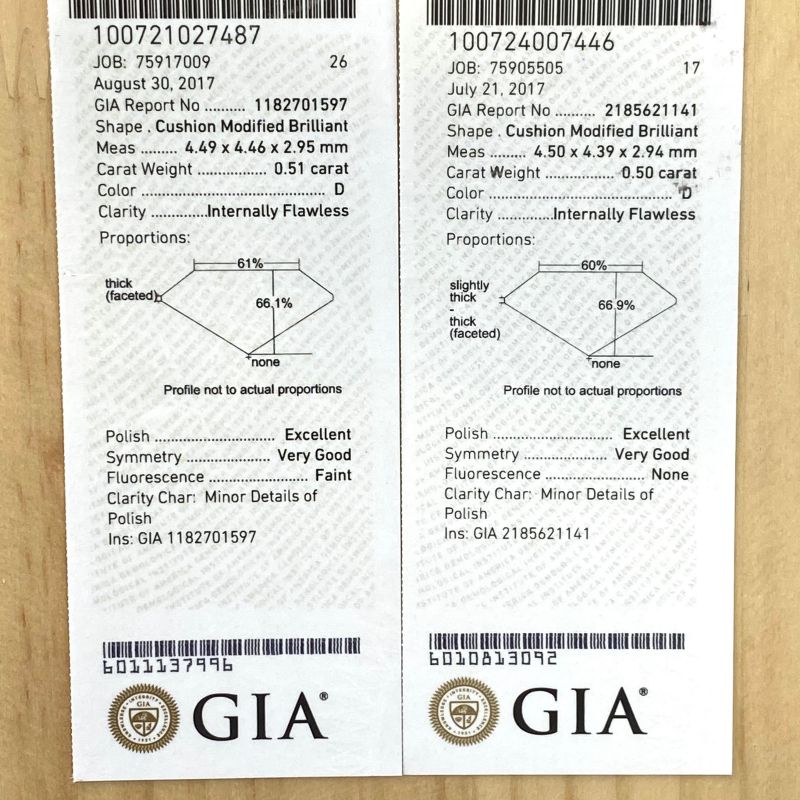 100721027487
JOB: 75917009 26
August 30, 2017
GIA Report No .......... 1182701597
Shape . Cushion Modified Brilliant
Meas ......... 4.49 x 4.46 x 2.95 mm
Carat Weight ................. 0.51 carat
Color ............................................. D
Clarity .............Internally Flawless
Proportions:
61%
thick
(faceted)
66.1%
none
Profile not to actual proportions
Polish ............................. Excellent
Symmetry .................... Very Good
Fluorescence ........................ Faint
Clarity Char: Minor Details of
Polish
Ins: GIA 1182701597
6011137996
GIA
GIA®
100724007446
JOB: 75905505 17
July 21, 2017
GIA Report No .......... 2185621141
Shape . Cushion Modified Brilliant
Meas ......... 4.50 x 4.39 x 2.94 mm
Carat Weight ................. 0.50 carat
Color ............................................. D
Clarity .............Internally Flawless
Proportions:
60%
slightly
thick
-
thick
(faceted)
66.9%
none
Profile not to actual proportions
Polish ............................. Excellent
Symmetry .................... Very Good
Fluorescence .......................... None
Clarity Char: Minor Details of
Polish
Ins: GIA 2185621141
6010813092
GIA
GIA®